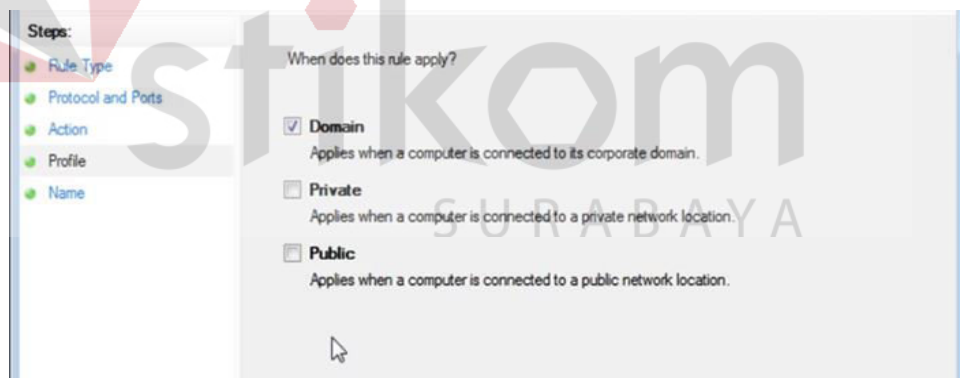 Steps:
Rule Type
Protocol and Ports
Action
Profile
Name
When does this rule apply?
Domain
Applies when a computer is connected to its corporate domain.
Private
Applies when a computer is connected to a private network location.
Public
Applies when a computer is connected to a public network location.
stikom
SURABAYA